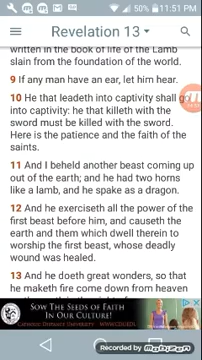 55% 11:51 PM
Revelation 13
written in the book of life of the Lamb
slain from the foundation of the world.
9 If any man have an ear, let him hear.
10 He that leadeth into captivity shall go
into captivity: he that killeth with the
sword must be killed with the sword.
Here is the patience and the faith of the
saints.
11 And I beheld another beast coming up
out of the earth; and he had two horns
like a lamb, and he spake as a dragon.
12 And he exerciseth all the power of the
first beast before him, and causeth the
earth and them which dwell therein to
worship the first beast, whose deadly
wound was healed.
13 And he doeth great wonders, so that
he maketh fire come down from heaven
SOW THE SEEDS OF FAITH
IN OUR CULTURE!
Recorded by